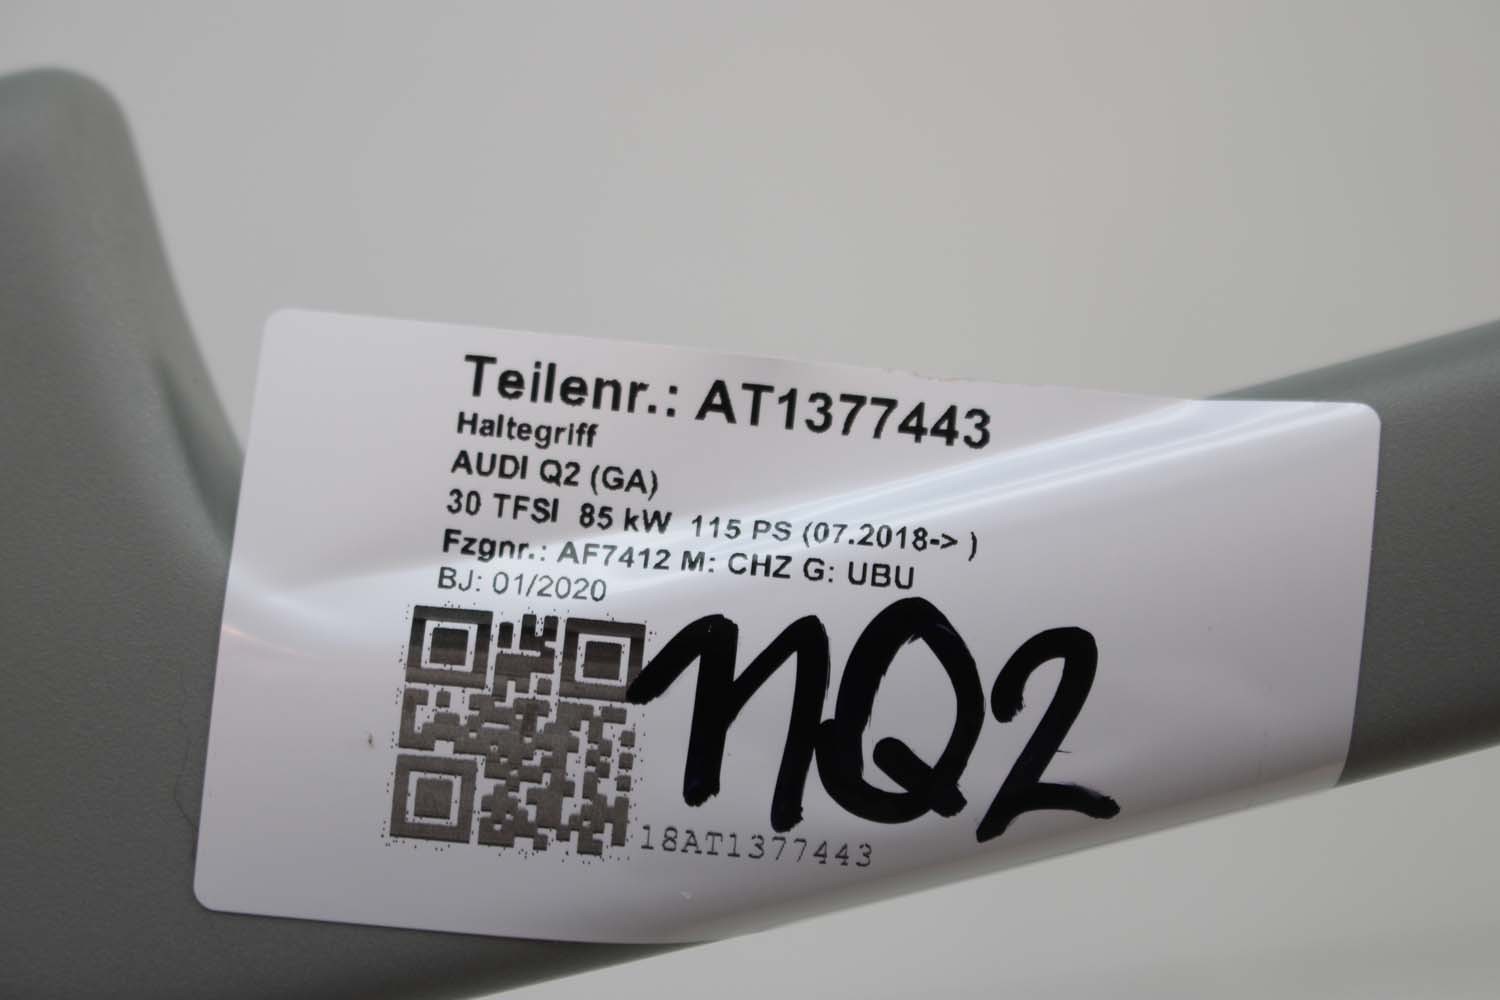 Teilenr.: AT1377443
Haltegriff
AUDI Q2 (GA)
30 TFSI 85 kW 115 PS (07.2018-> )
Fzgnr.: AF7412 M: CHZ G: UBU
BJ: 01/2020
nQ2
18AT1377443